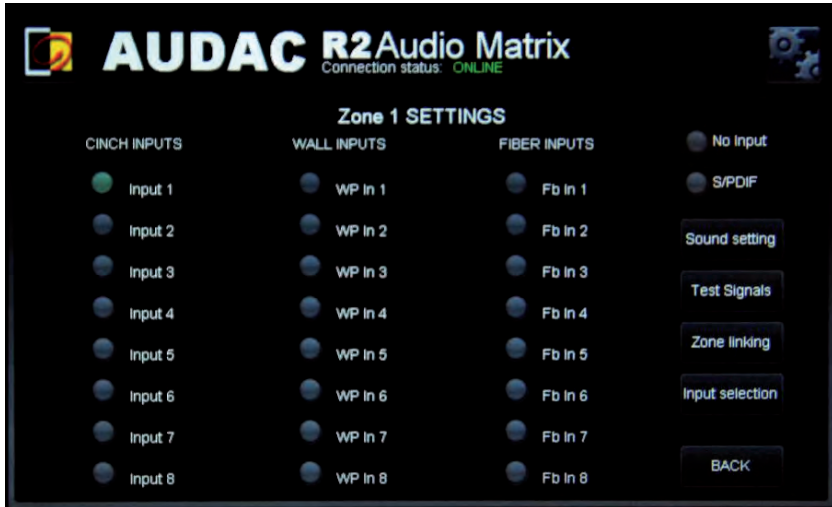 AUDAC R2 Audio Matrix
Connection status: ONLINE
Zone 1 SETTINGS
CINCH INPUTS WALL INPUTS FIBER INPUTS No Input
Input 1 WP In 1 Fb In 1 S/PDIF
Input 2 WP In 2 Fb In 2 Sound setting
Input 3 WP In 3 Fb In 3 Test Signals
Input 4 WP In 4 Fb In 4
Input 5 WP In 5 Fb In 5 Zone linking
Input 6 WP In 6 Fb In 6 Input selection
Input 7 WP In 7 Fb In 7
Input 8 WP In 8 Fb In 8 BACK